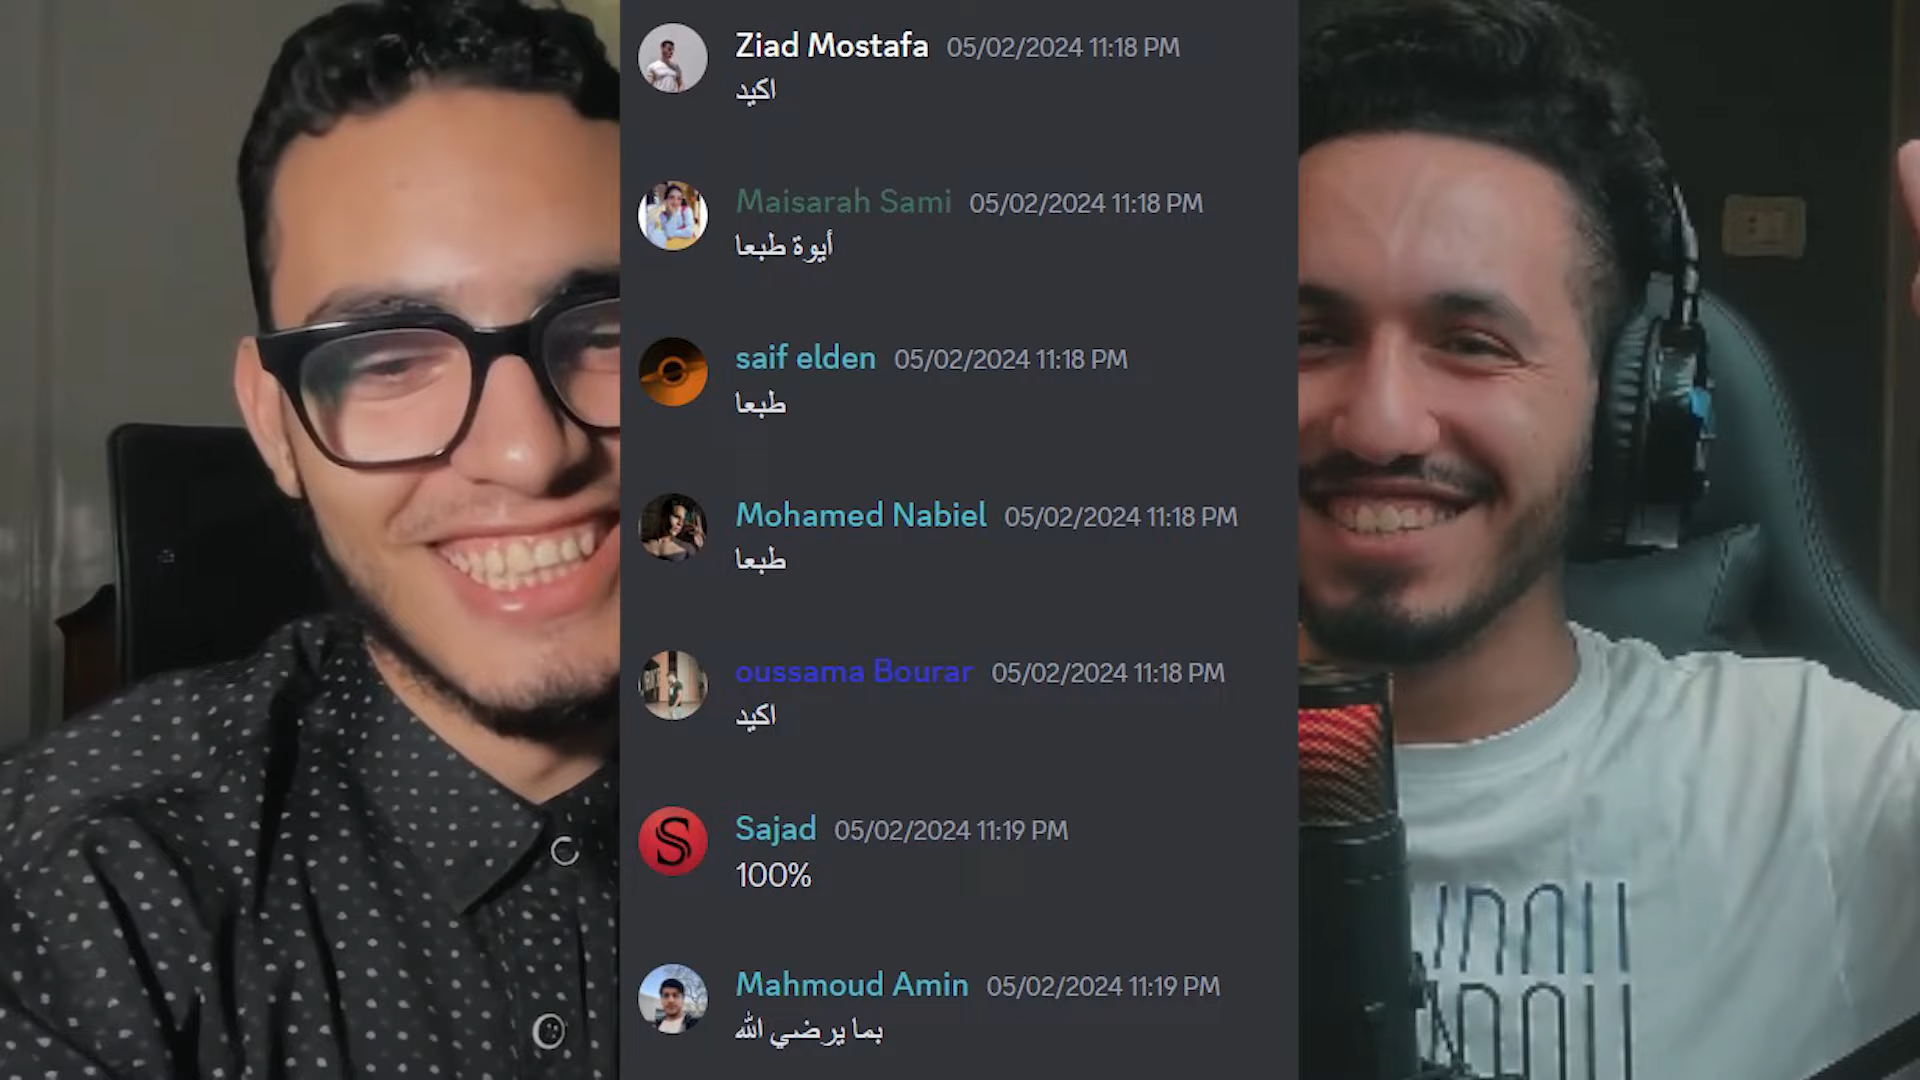 Ziad Mostafa 05/02/2024 11:18 PM
اكيد
Maisarah Sami 05/02/2024 11:18 PM
أيوة طبعا
saif elden 05/02/2024 11:18 PM
طبعا
Mohamed Nabiel 05/02/2024 11:18 PM
طبعا
oussama Bourar 05/02/2024 11:18 PM
اكيد
Sajad 05/02/2024 11:19 PM
100%
Mahmoud Amin 05/02/2024 11:19 PM
بما يرضي الله